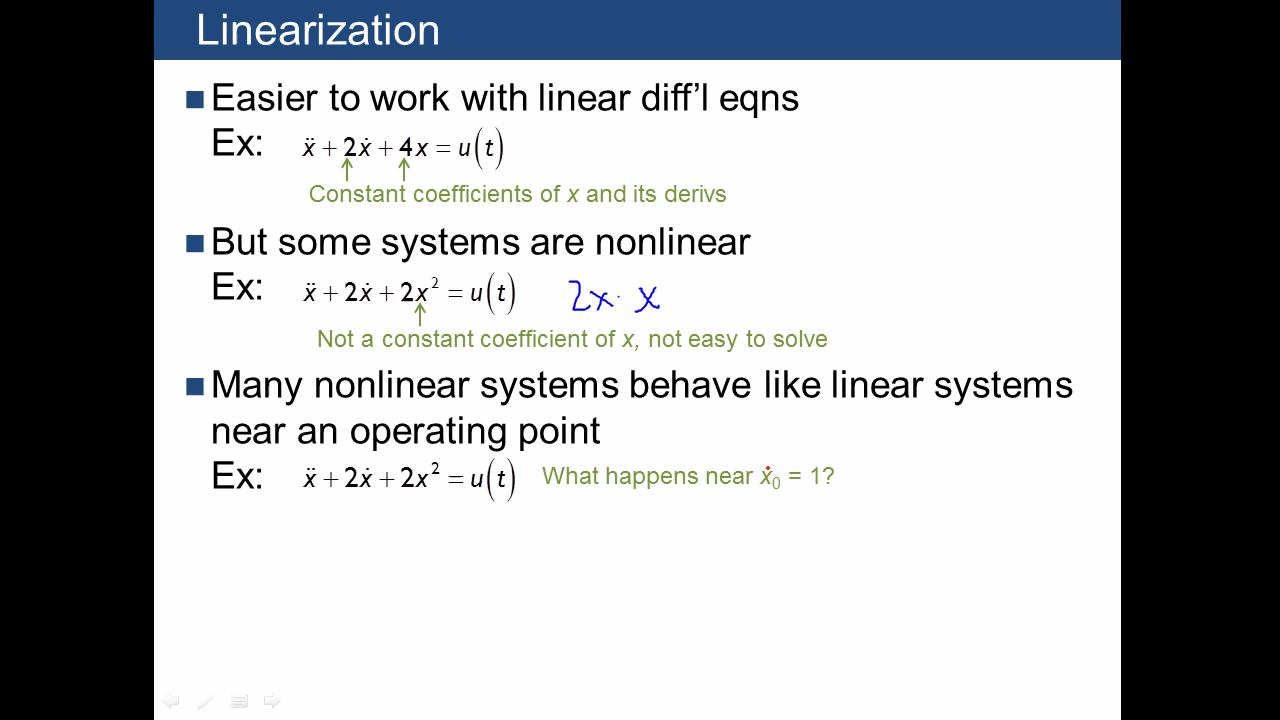 Linearization
■ Easier to work with linear diff'l eqns
Ex: ẍ + 2ẋ + 4x = u(t)
Constant coefficients of x and its derivs
■ But some systems are nonlinear
Ex: ẍ + 2ẋ + 2x² = u(t) 2x · x
Not a constant coefficient of x, not easy to solve
■ Many nonlinear systems behave like linear systems
near an operating point
Ex: ẍ + 2ẋ + 2x² = u(t) What happens near x₀ = 1?